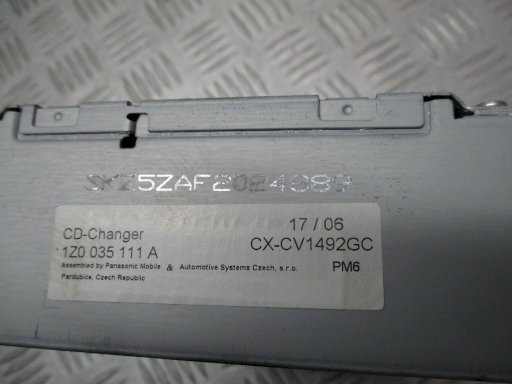 SKZ5ZAF2024689
17 / 06
CD-Changer
1Z0 035 111 A
CX-CV1492GC
Assembled by Panasonic Mobile & Automotive Systems Czech, s.r.o.
Pardubice, Czech Republic
PM6